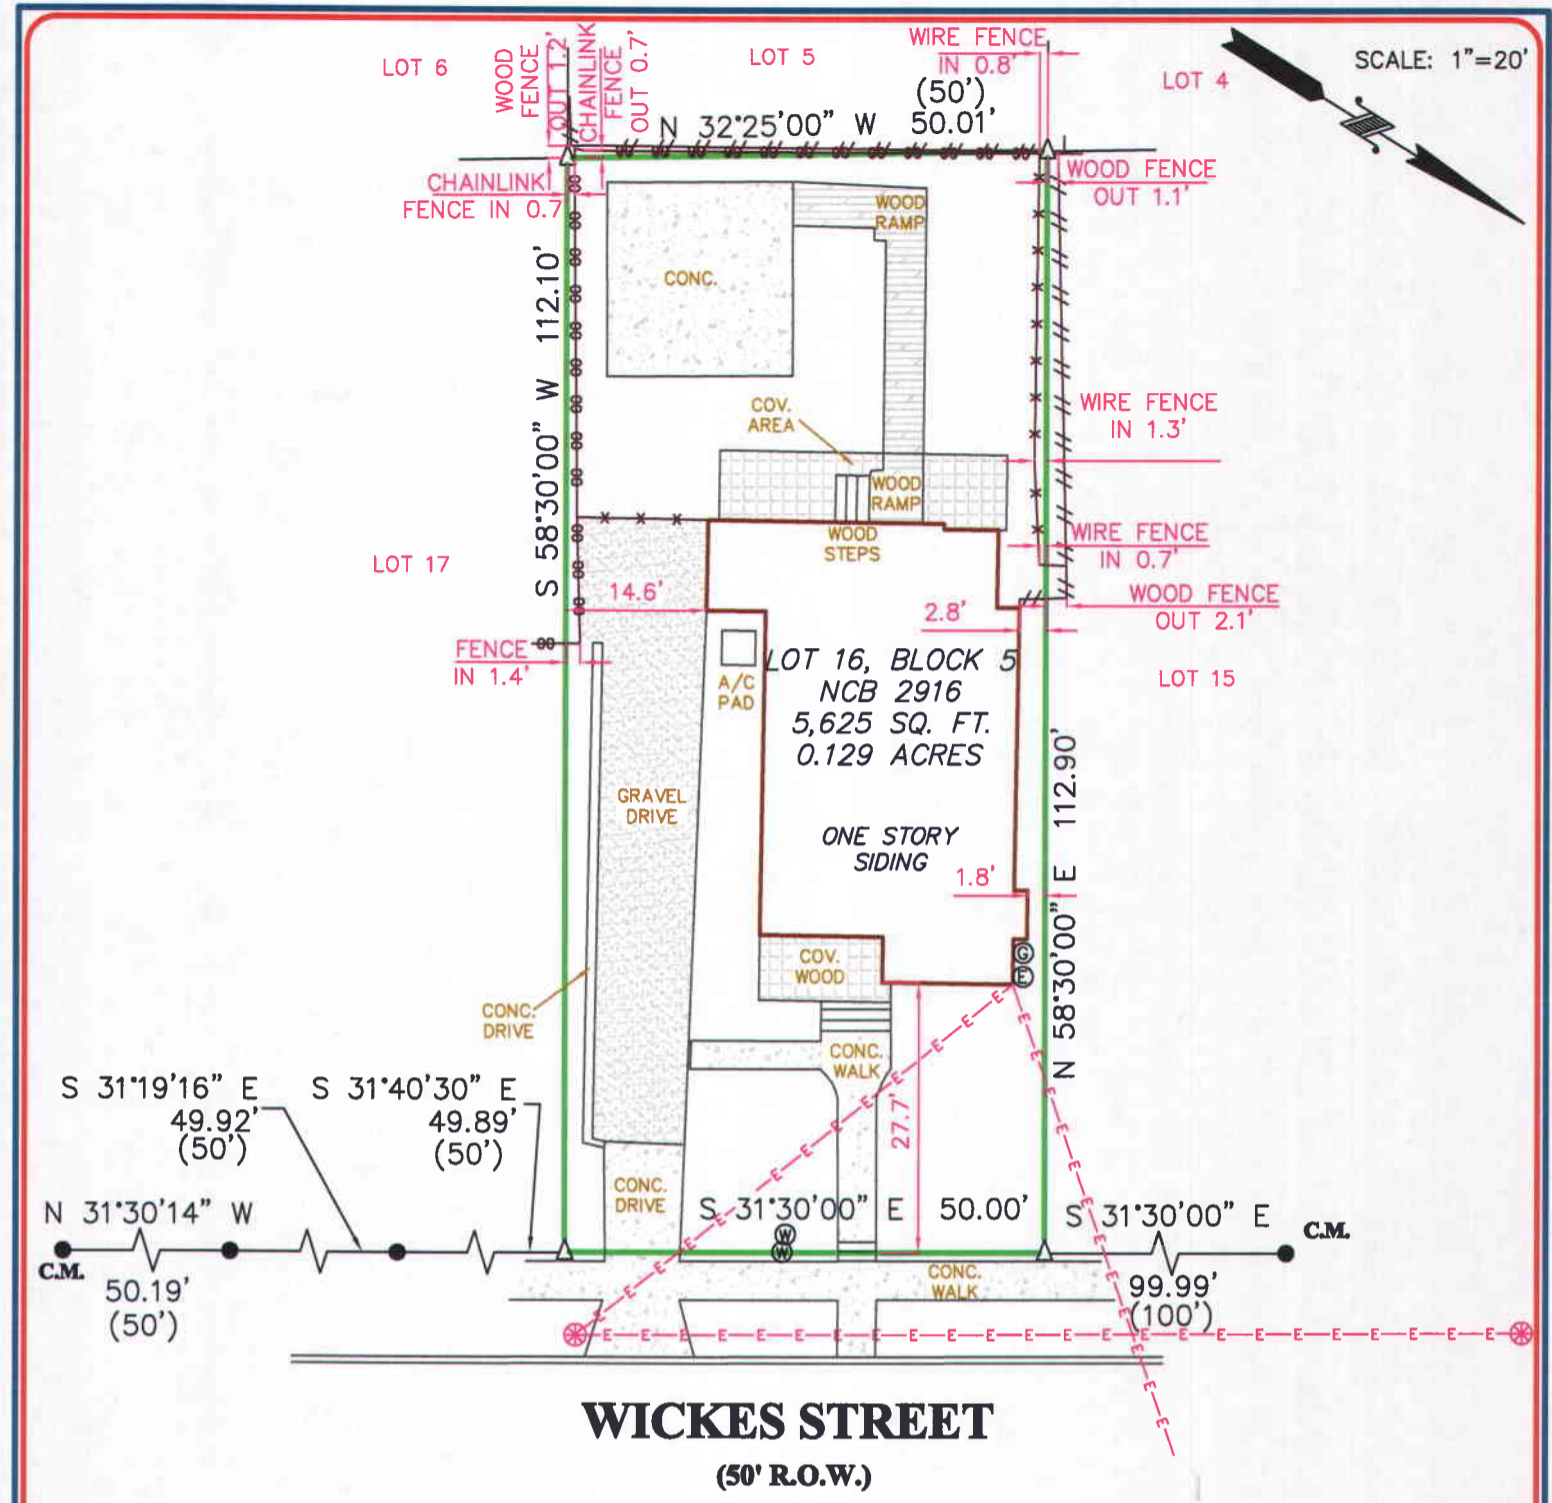 SCALE: 1"=20'
LOT 6
WOOD
FENCE
OUT 1.2'
CHAINLINK
FENCE
OUT 0.7'
LOT 5
WIRE FENCE
IN 0.8'
LOT 4
(50')
N 32°25'00" W 50.01'
CHAINLINK
FENCE IN 0.7
WOOD FENCE
OUT 1.1'
WOOD
RAMP
CONC.
S 58°30'00" W 112.10'
COV.
AREA
WIRE FENCE
IN 1.3'
WOOD
RAMP
WOOD
STEPS
WIRE FENCE
IN 0.7'
LOT 17
14.6'
2.8'
WOOD FENCE
OUT 2.1'
FENCE
IN 1.4'
A/C
PAD
LOT 16, BLOCK 5
NCB 2916
5,625 SQ. FT.
0.129 ACRES
LOT 15
GRAVEL
DRIVE
ONE STORY
SIDING
1.8'
N 58°30'00" E 112.90'
COV.
WOOD
G
E
CONC.
DRIVE
CONC.
WALK
27.7'
S 31°19'16" E
49.92'
(50')
S 31°40'30" E
49.89'
(50')
CONC.
DRIVE
S 31°30'00" E 50.00'
N 31°30'14" W
S 31°30'00" E
C.M.
C.M.
W
W
50.19'
(50')
CONC.
WALK
99.99'
(100')
E E E E E E E E E E E E E E E E E E E E E
WICKES STREET
(50' R.O.W.)